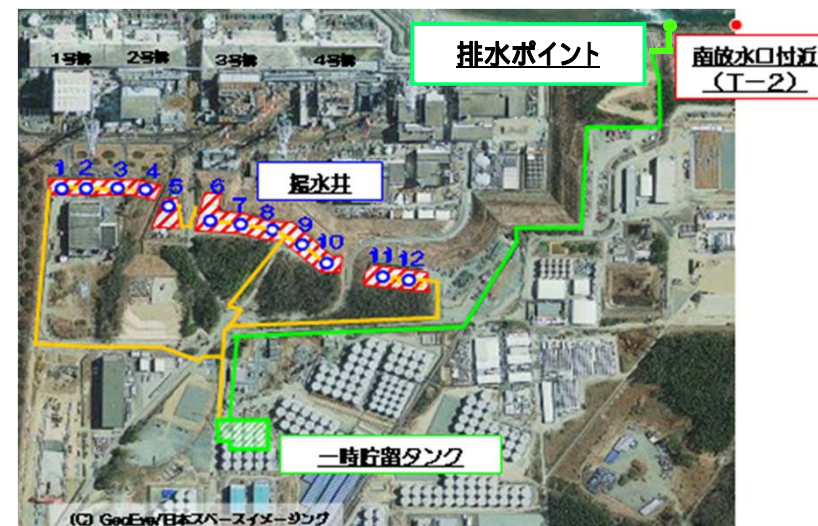 1号機 2号機 3号機 4号機
排水ポイント
南放水口付近
(T-2)
1 2 3 4
5
6
7
8
9
10
11 12
揚水井
一時貯留タンク
(C) GeoEye/日本スペースイメージング